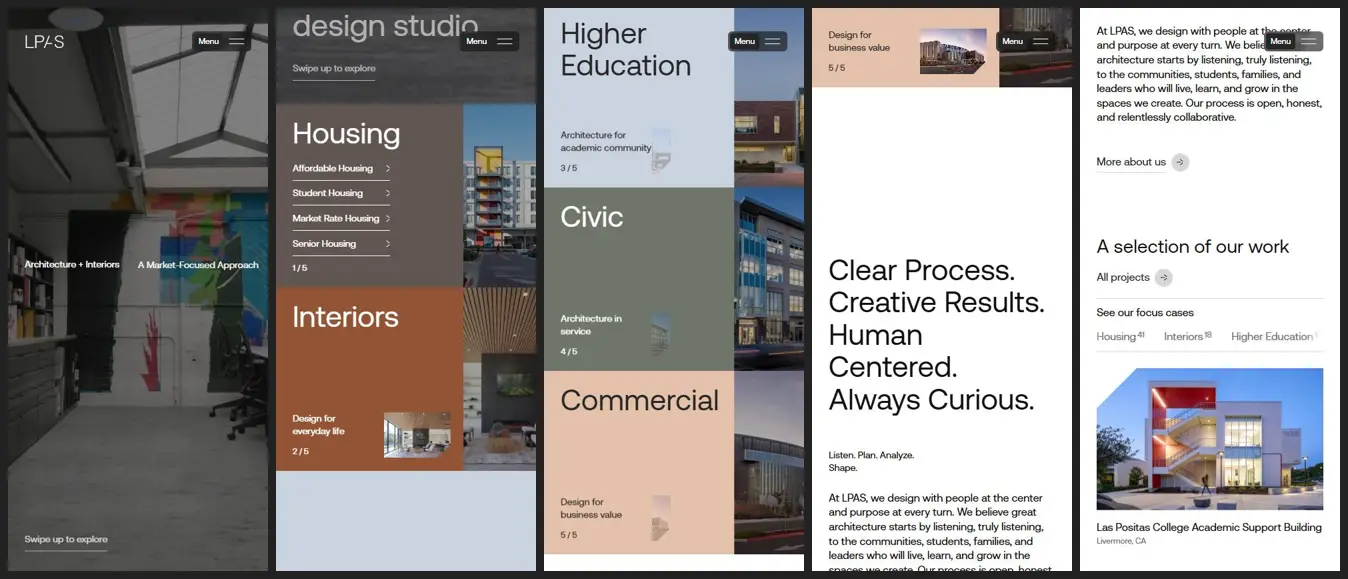 LPAS
Menu
Architecture + Interiors
A Market-Focused Approach
Swipe up to explore
design studio
Menu
Swipe up to explore
Housing
Affordable Housing
Student Housing
Market Rate Housing
Senior Housing
1 / 5
Interiors
Design for
everyday life
2 / 5
Higher
Education
Menu
Architecture for
academic community
3 / 5
Civic
Architecture in
service
4 / 5
Commercial
Design for
business value
5 / 5
Design for
business value
5 / 5
Menu
Clear Process.
Creative Results.
Human
Centered.
Always Curious.
Listen. Plan. Analyze.
Shape.
At LPAS, we design with people at the center
and purpose at every turn. We believe great
architecture starts by listening, truly listening,
to the communities, students, families, and
leaders who will live, learn, and grow in the
spaces we create. Our process is open, honest,
At LPAS, we design with people at the center
and purpose at every turn. We
Menu
architecture starts by listening, truly listening,
to the communities, students, families, and
leaders who will live, learn, and grow in the
spaces we create. Our process is open, honest,
and relentlessly collaborative.
More about us
A selection of our work
All projects
See our focus cases
Housing 41 Interiors 18 Higher Education
Las Positas College Academic Support Building
Livermore, CA